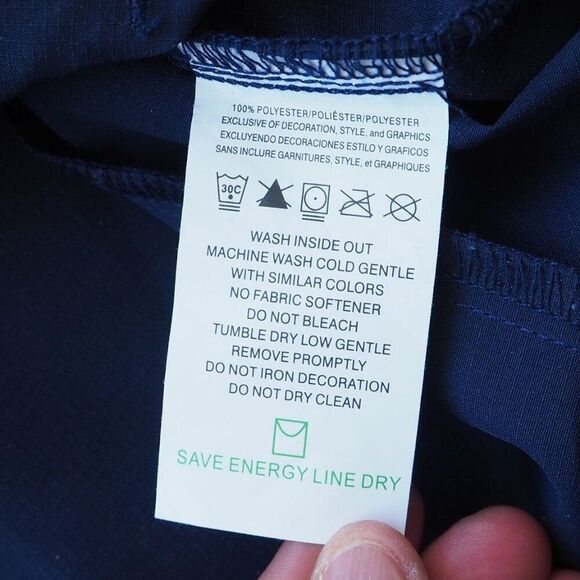 100% POLYESTER/POLIÉSTER/POLYESTER
EXCLUSIVE OF DECORATION, STYLE, and GRAPHICS
EXCLUYENDO DECORACIONES ESTILO Y GRAFICOS
SANS INCLURE GARNITURES, STYLE, et GRAPHIQUES
30C
WASH INSIDE OUT
MACHINE WASH COLD GENTLE
WITH SIMILAR COLORS
NO FABRIC SOFTENER
DO NOT BLEACH
TUMBLE DRY LOW GENTLE
REMOVE PROMPTLY
DO NOT IRON DECORATION
DO NOT DRY CLEAN
SAVE ENERGY LINE DRY